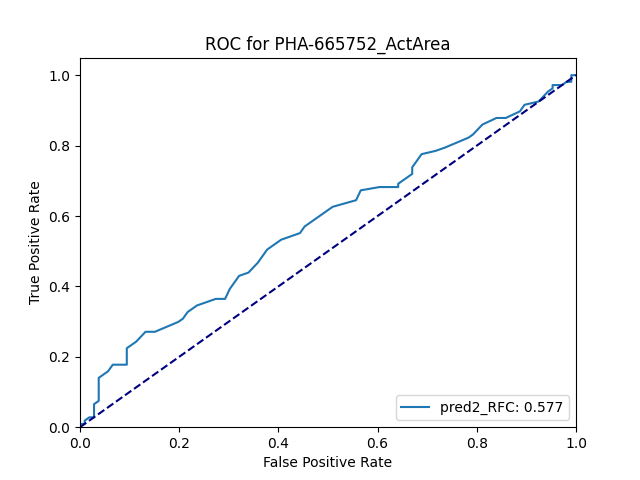 ROC for PHA-665752_ActArea
1.0
0.8
0.6
0.4
0.2
0.0
True Positive Rate
pred2_RFC: 0.577
0.0 0.2 0.4 0.6 0.8 1.0
False Positive Rate